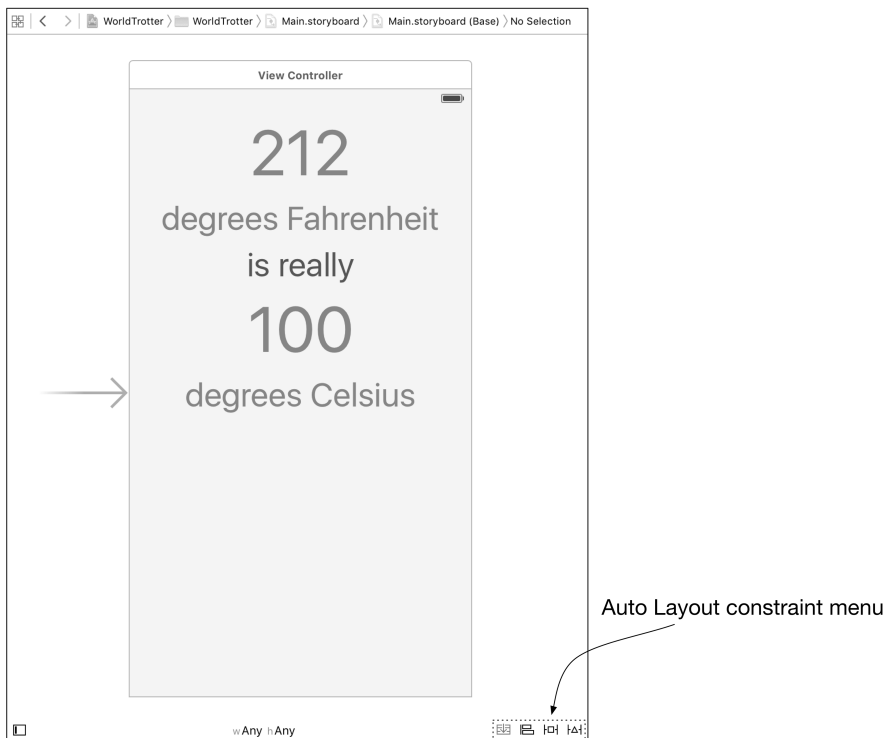 WorldTrotter WorldTrotter Main.storyboard Main.storyboard (Base) No Selection
View Controller
212
degrees Fahrenheit
is really
100
degrees Celsius
Auto Layout constraint menu
wAny hAny